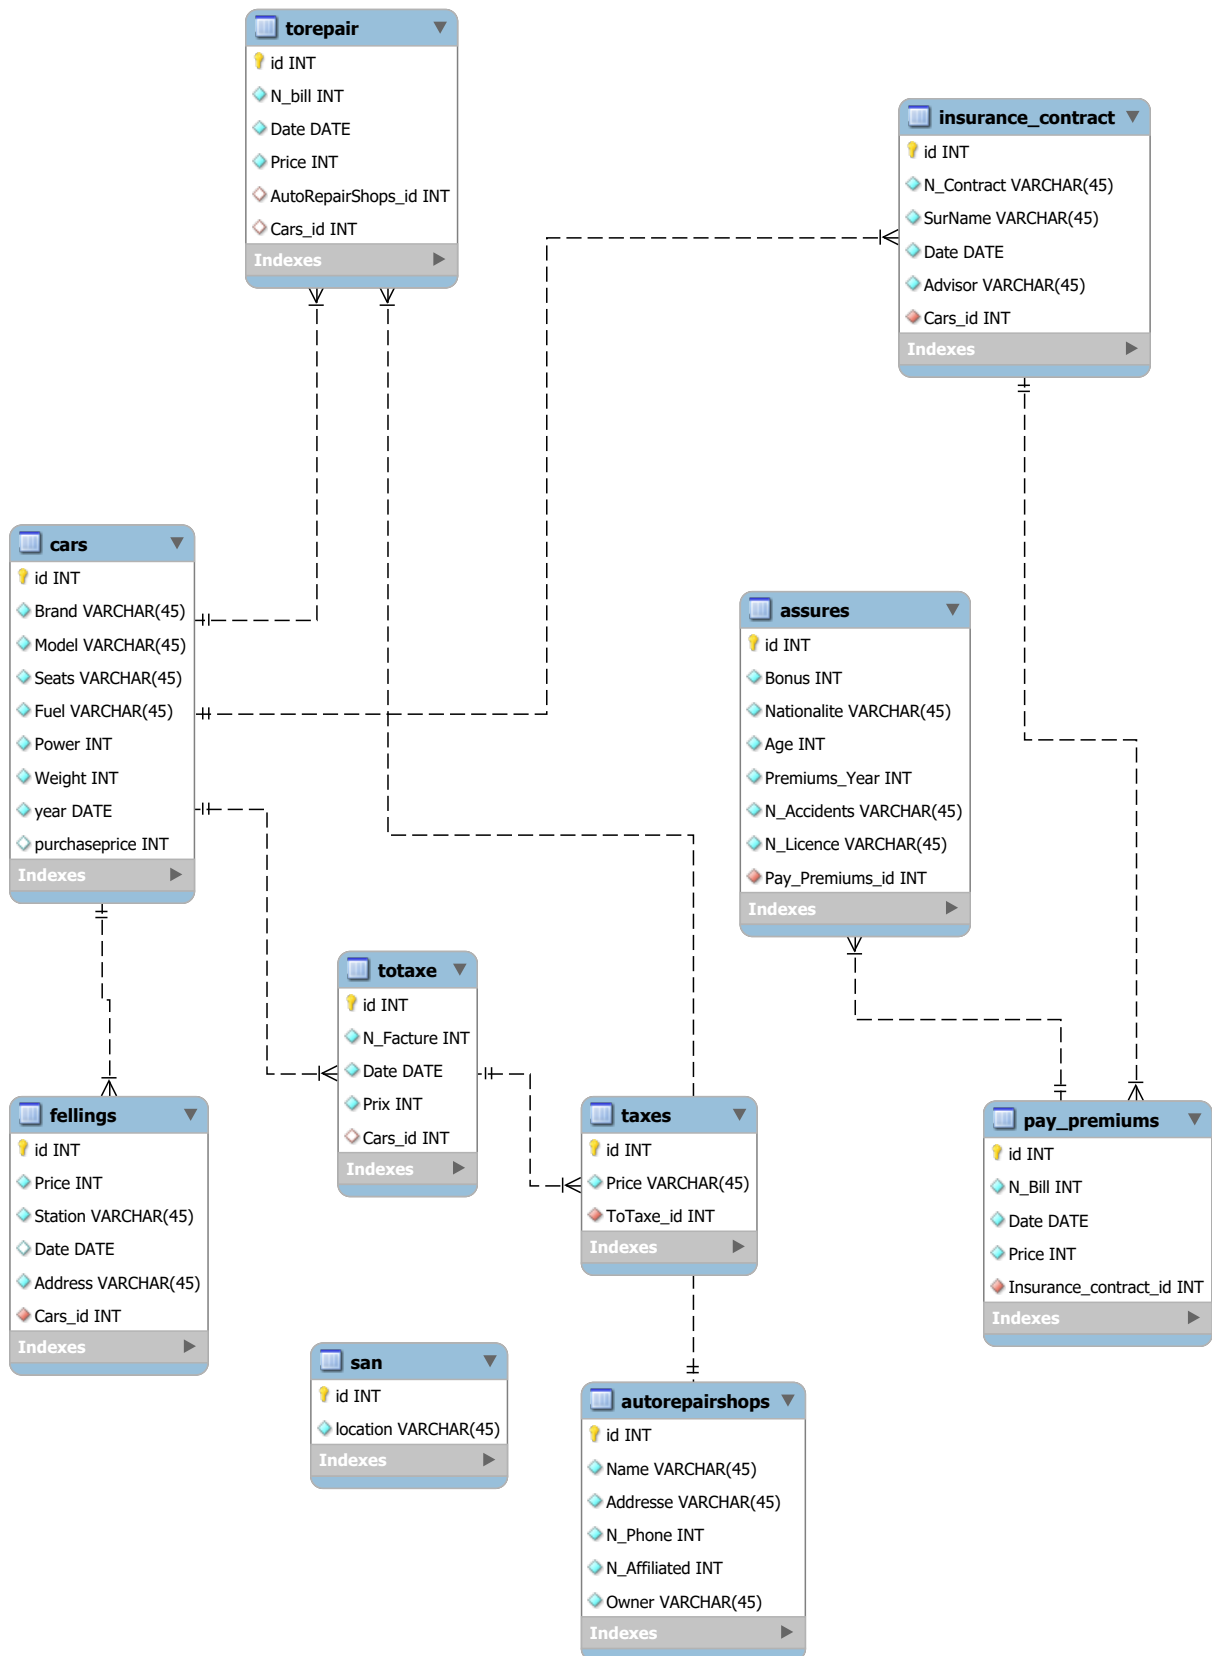 torepair
id INT
N_bill INT
Date DATE
Price INT
AutoRepairShops_id INT
Cars_id INT
Indexes
insurance_contract
id INT
N_Contract VARCHAR(45)
SurName VARCHAR(45)
Date DATE
Advisor VARCHAR(45)
Cars_id INT
Indexes
cars
id INT
Brand VARCHAR(45)
Model VARCHAR(45)
Seats VARCHAR(45)
Fuel VARCHAR(45)
Power INT
Weight INT
year DATE
purchaseprice INT
Indexes
assures
id INT
Bonus INT
Nationalite VARCHAR(45)
Age INT
Premiums_Year INT
N_Accidents VARCHAR(45)
N_Licence VARCHAR(45)
Pay_Premiums_id INT
Indexes
totaxe
id INT
N_Facture INT
Date DATE
Prix INT
Cars_id INT
Indexes
fellings
id INT
Price INT
Station VARCHAR(45)
Date DATE
Address VARCHAR(45)
Cars_id INT
Indexes
taxes
id INT
Price VARCHAR(45)
ToTaxe_id INT
Indexes
pay_premiums
id INT
N_Bill INT
Date DATE
Price INT
Insurance_contract_id INT
Indexes
san
id INT
location VARCHAR(45)
Indexes
autorepairshops
id INT
Name VARCHAR(45)
Addresse VARCHAR(45)
N_Phone INT
N_Affiliated INT
Owner VARCHAR(45)
Indexes